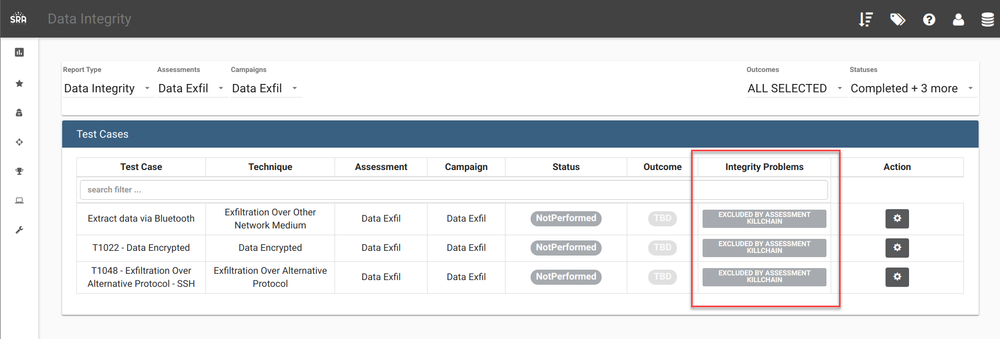 SRA
Data Integrity
Report Type
Assessments
Campaigns
Outcomes
Statuses
Data Integrity
Data Exfil
Data Exfil
ALL SELECTED
Completed + 3 more
Test Cases
Test Case
Technique
Assessment
Campaign
Status
Outcome
Integrity Problems
Action
search filter ...
Extract data via Bluetooth
Exfiltration Over Other
Network Medium
Data Exfil
Data Exfil
NotPerformed
TBD
EXCLUDED BY ASSESSMENT
KILLCHAIN
T1022 - Data Encrypted
Data Encrypted
Data Exfil
Data Exfil
NotPerformed
TBD
EXCLUDED BY ASSESSMENT
KILLCHAIN
T1048 - Exfiltration Over
Alternative Protocol - SSH
Exfiltration Over Alternative
Protocol
Data Exfil
Data Exfil
NotPerformed
TBD
EXCLUDED BY ASSESSMENT
KILLCHAIN